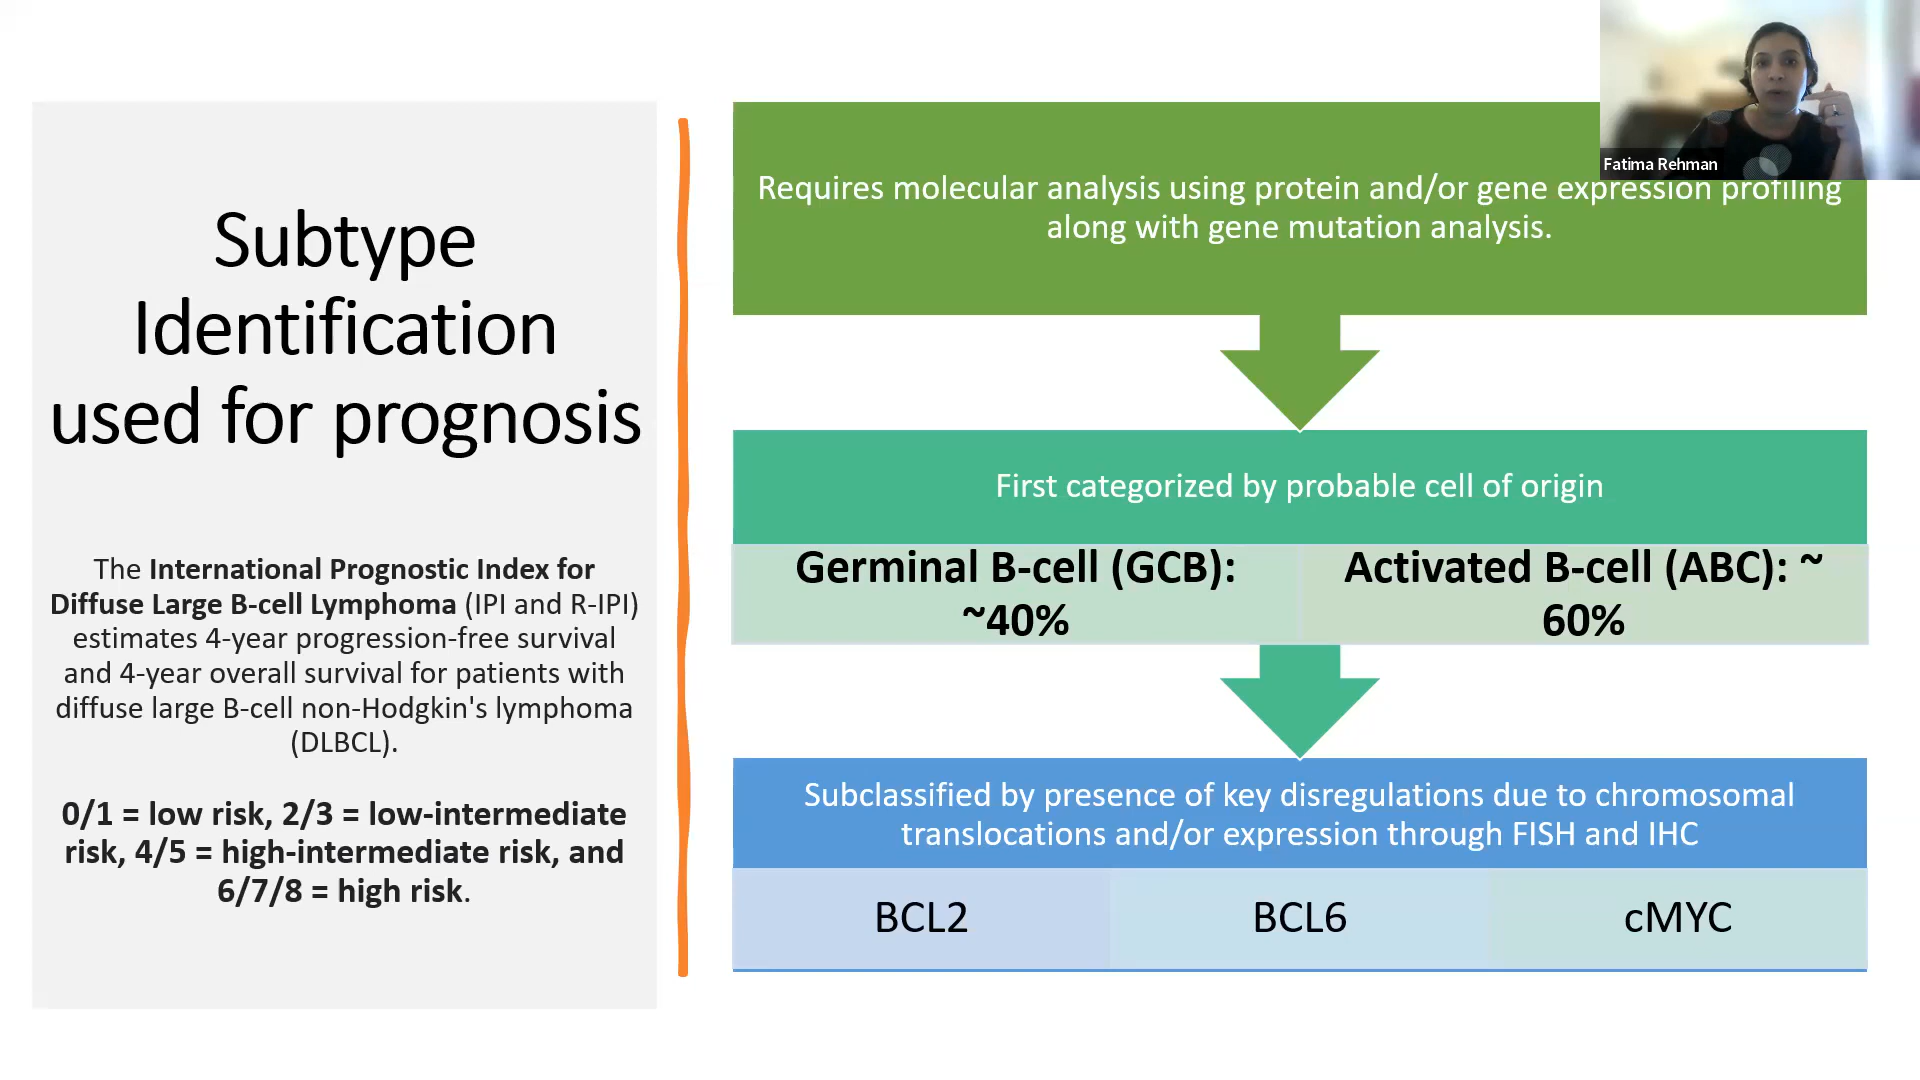 Subtype
Identification
used for prognosis
The International Prognostic Index for
Diffuse Large B-cell Lymphoma (IPI and R-IPI)
estimates 4-year progression-free survival
and 4-year overall survival for patients with
diffuse large B-cell non-Hodgkin's lymphoma
(DLBCL).
0/1 = low risk, 2/3 = low-intermediate
risk, 4/5 = high-intermediate risk, and
6/7/8 = high risk.
Fatima Rehman
Requires molecular analysis using protein and/or gene expression profiling
along with gene mutation analysis.
First categorized by probable cell of origin
Germinal B-cell (GCB):
~40%
Activated B-cell (ABC): ~
60%
Subclassified by presence of key disregulations due to chromosomal
translocations and/or expression through FISH and IHC
BCL2
BCL6
cMYC